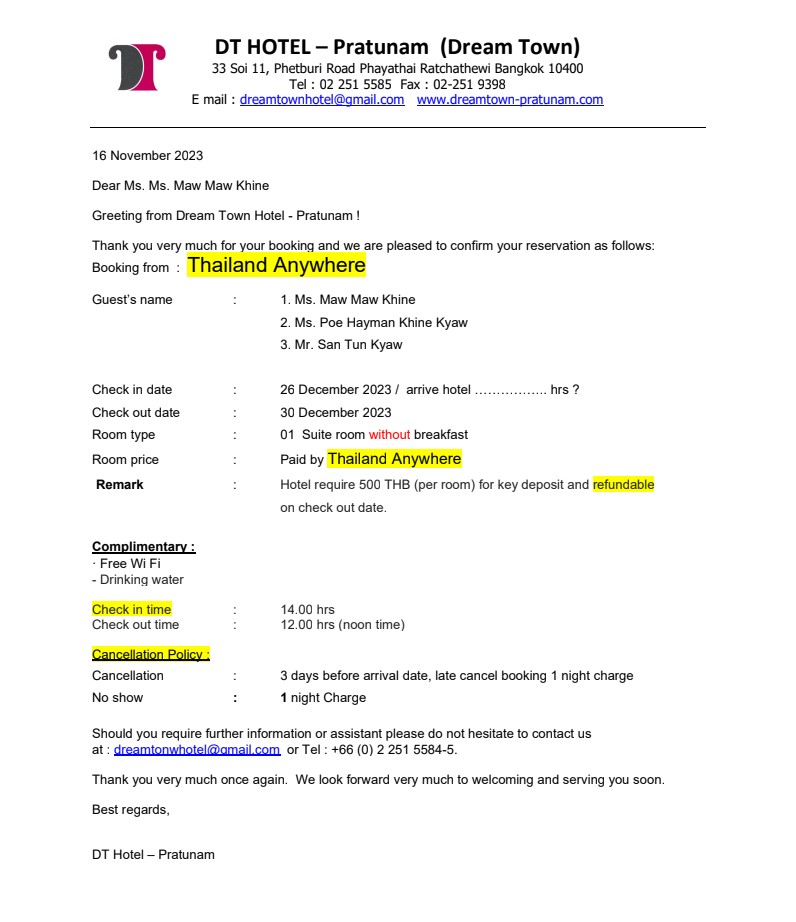 DT HOTEL – Pratunam (Dream Town)
33 Soi 11, Phetburi Road Phayathai Ratchathewi Bangkok 10400
Tel : 02 251 5585 Fax : 02-251 9398
E mail : dreamtownhotel@gmail.com www.dreamtown-pratunam.com
16 November 2023
Dear Ms. Ms. Maw Maw Khine
Greeting from Dream Town Hotel - Pratunam !
Thank you very much for your booking and we are pleased to confirm your reservation as follows:
Booking from : Thailand Anywhere
Guest’s name : 1. Ms. Maw Maw Khine
2. Ms. Poe Hayman Khine Kyaw
3. Mr. San Tun Kyaw
Check in date : 26 December 2023 / arrive hotel …………….. hrs ?
Check out date : 30 December 2023
Room type : 01 Suite room without breakfast
Room price : Paid by Thailand Anywhere
Remark : Hotel require 500 THB (per room) for key deposit and refundable
on check out date.
Complimentary :
· Free Wi Fi
- Drinking water
Check in time : 14.00 hrs
Check out time : 12.00 hrs (noon time)
Cancellation Policy :
Cancellation : 3 days before arrival date, late cancel booking 1 night charge
No show : 1 night Charge
Should you require further information or assistant please do not hesitate to contact us
at : dreamtonwhotel@gmail.com or Tel : +66 (0) 2 251 5584-5.
Thank you very much once again. We look forward very much to welcoming and serving you soon.
Best regards,
DT Hotel – Pratunam